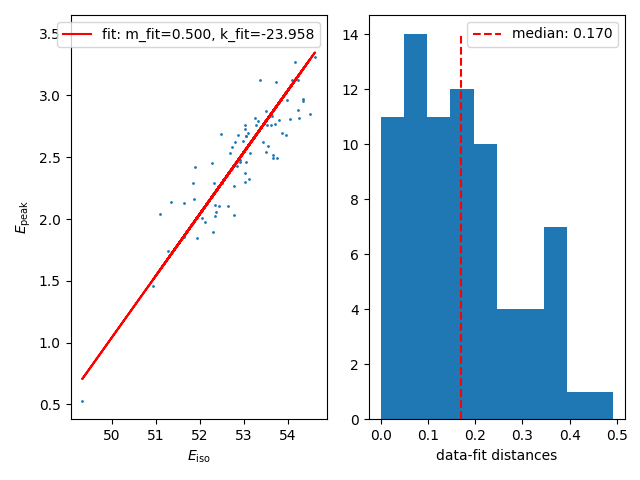 fit: m_fit=0.500, k_fit=-23.958
3.5
3.0
2.5
2.0
1.5
1.0
0.5
E_peak
50 51 52 53 54
E_iso
median: 0.170
14
12
10
8
6
4
2
0
0.0 0.1 0.2 0.3 0.4 0.5
data-fit distances